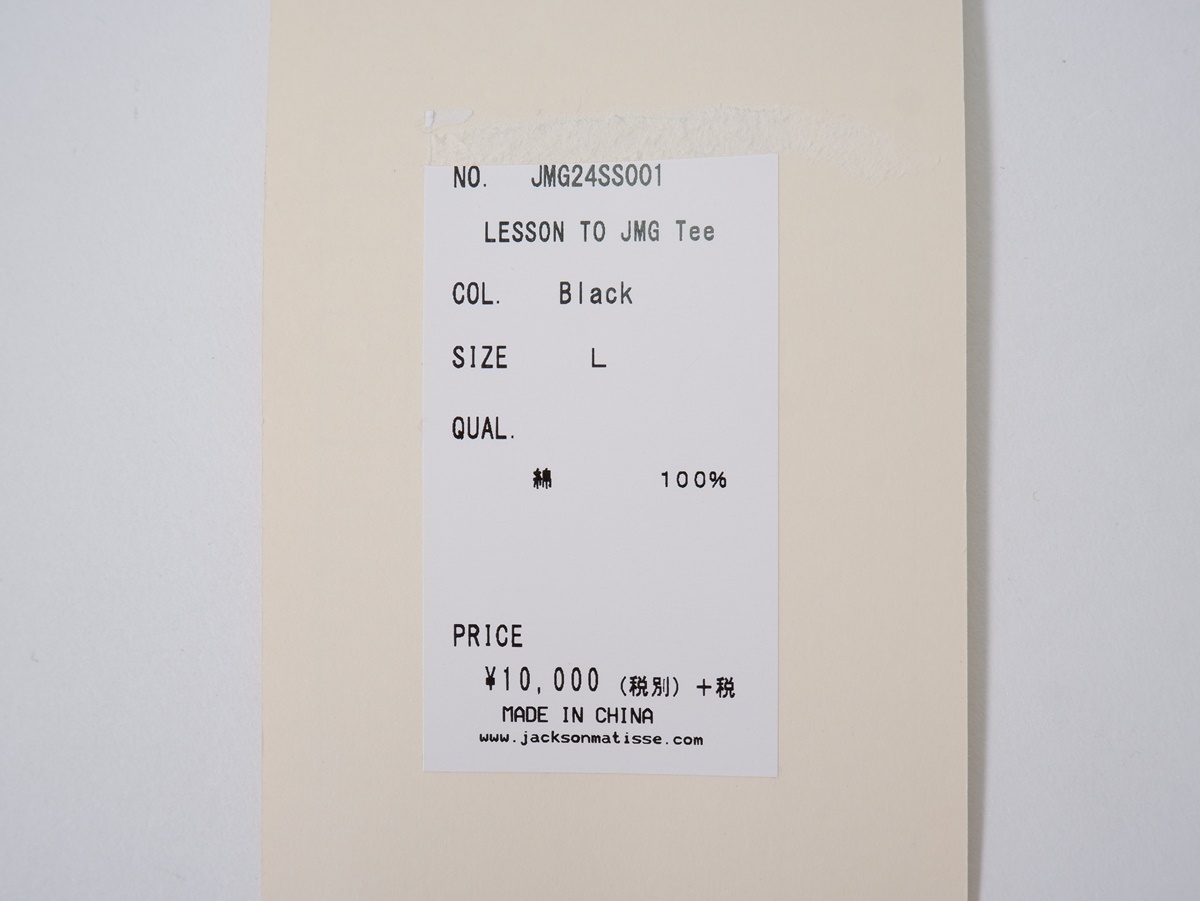 NO. JMG24SS001
LESSON TO JMG Tee
COL. Black
SIZE L
QUAL.
綿 100%
PRICE
¥10,000 (税別) +税
MADE IN CHINA
www.jacksonmatisse.com